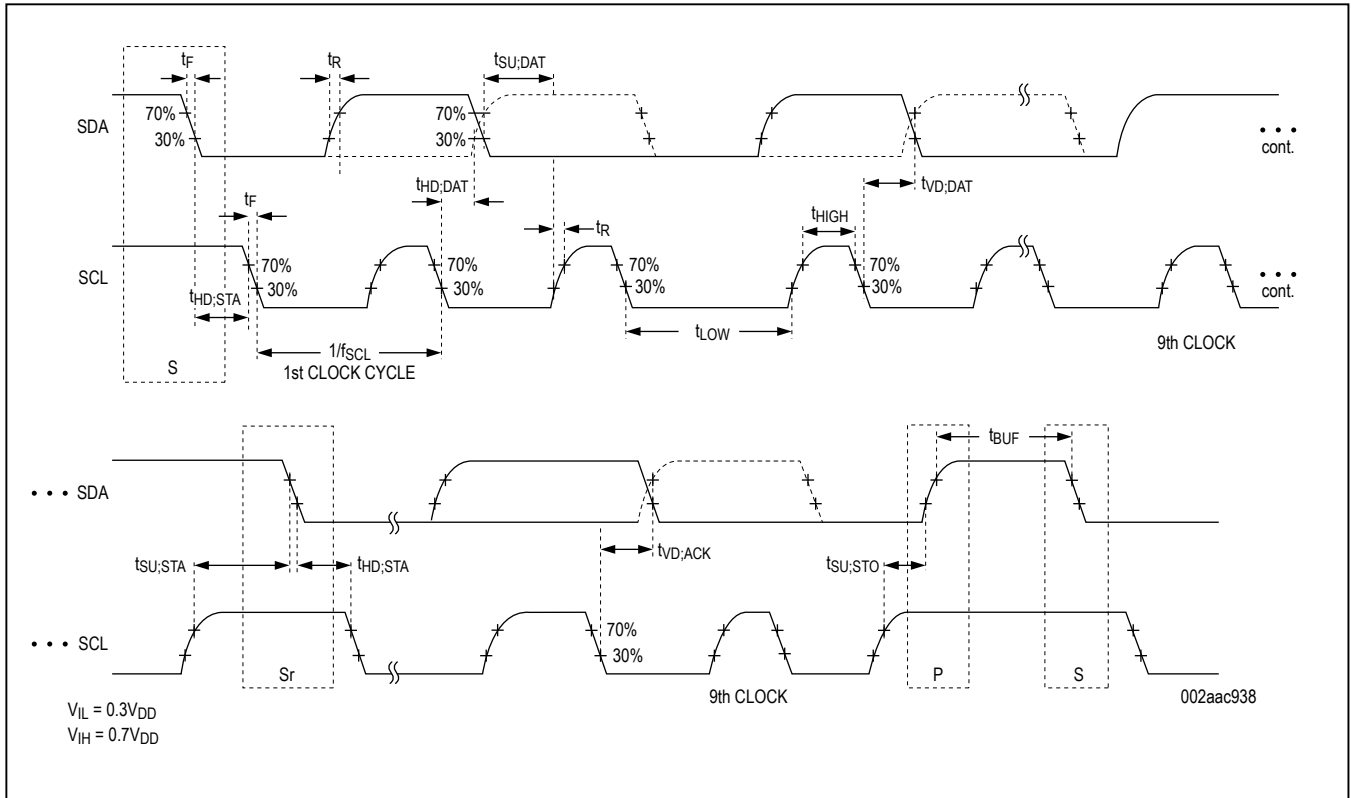 tF
tR
tSU;DAT
70%
30%
70%
30%
SDA
cont.
tHD;DAT
tVD;DAT
tF
tR
tHIGH
SCL
70%
30%
70%
30%
70%
30%
70%
30%
cont.
tHD;STA
tLOW
1/fSCL
1st CLOCK CYCLE
9th CLOCK
S
tBUF
• • • SDA
tSU;STA
tHD;STA
tVD;ACK
tSU;STO
• • • SCL
70%
30%
Sr
9th CLOCK
P
S
002aac938
VIL = 0.3VDD
VIH = 0.7VDD